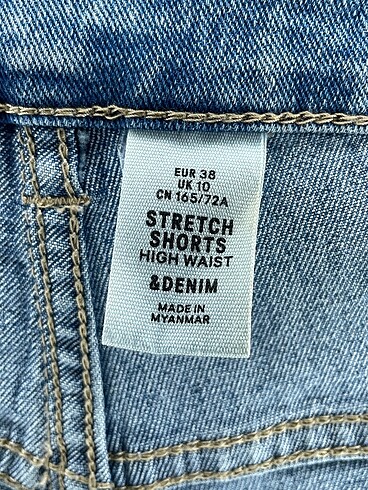 EUR 38
UK 10
CN 165/72A
STRETCH
SHORTS
HIGH WAIST
&DENIM
MADE IN
MYANMAR